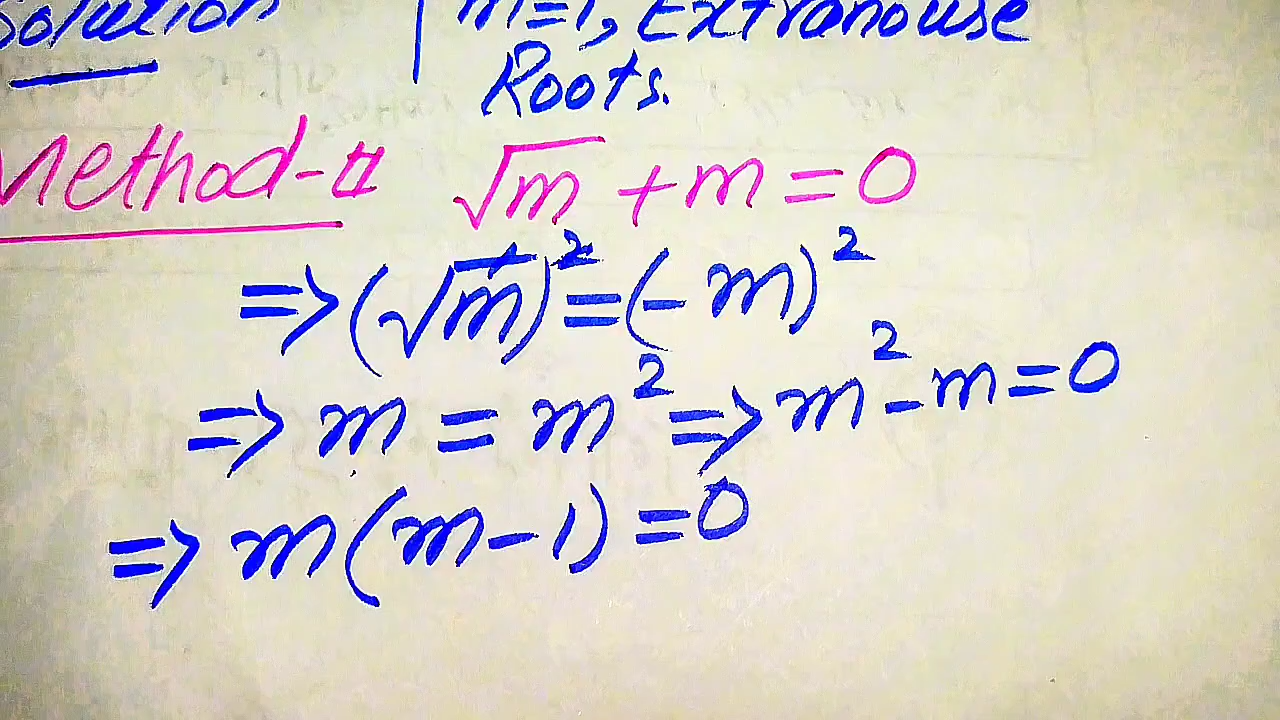 Solution | m=1, Extranouse
Roots.
Method-II √m + m = 0
=> (√m)² = (- m)²
=> m = m² => m² - m = 0
=> m(m - 1) = 0